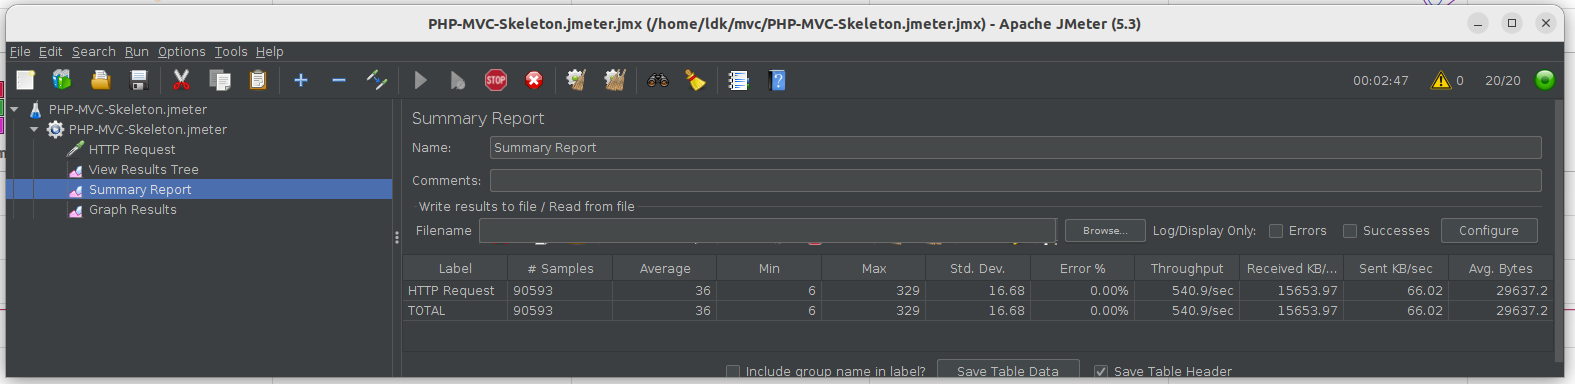 PHP-MVC-Skeleton.jmeter.jmx (/home/ldk/mvc/PHP-MVC-Skeleton.jmeter.jmx) - Apache JMeter (5.3)
File Edit Search Run Options Tools Help
STOP 00:02:47 0 20/20
PHP-MVC-Skeleton.jmeter
PHP-MVC-Skeleton.jmeter
HTTP Request
View Results Tree
Summary Report
Graph Results
Summary Report
Name: Summary Report
Comments:
Write results to file / Read from file
Filename Browse... Log/Display Only: Errors Successes Configure
Label # Samples Average Min Max Std. Dev. Error % Throughput Received KB/... Sent KB/sec Avg. Bytes
HTTP Request 90593 36 6 329 16.68 0.00% 540.9/sec 15653.97 66.02 29637.2
TOTAL 90593 36 6 329 16.68 0.00% 540.9/sec 15653.97 66.02 29637.2
Include group name in label? Save Table Data Save Table Header